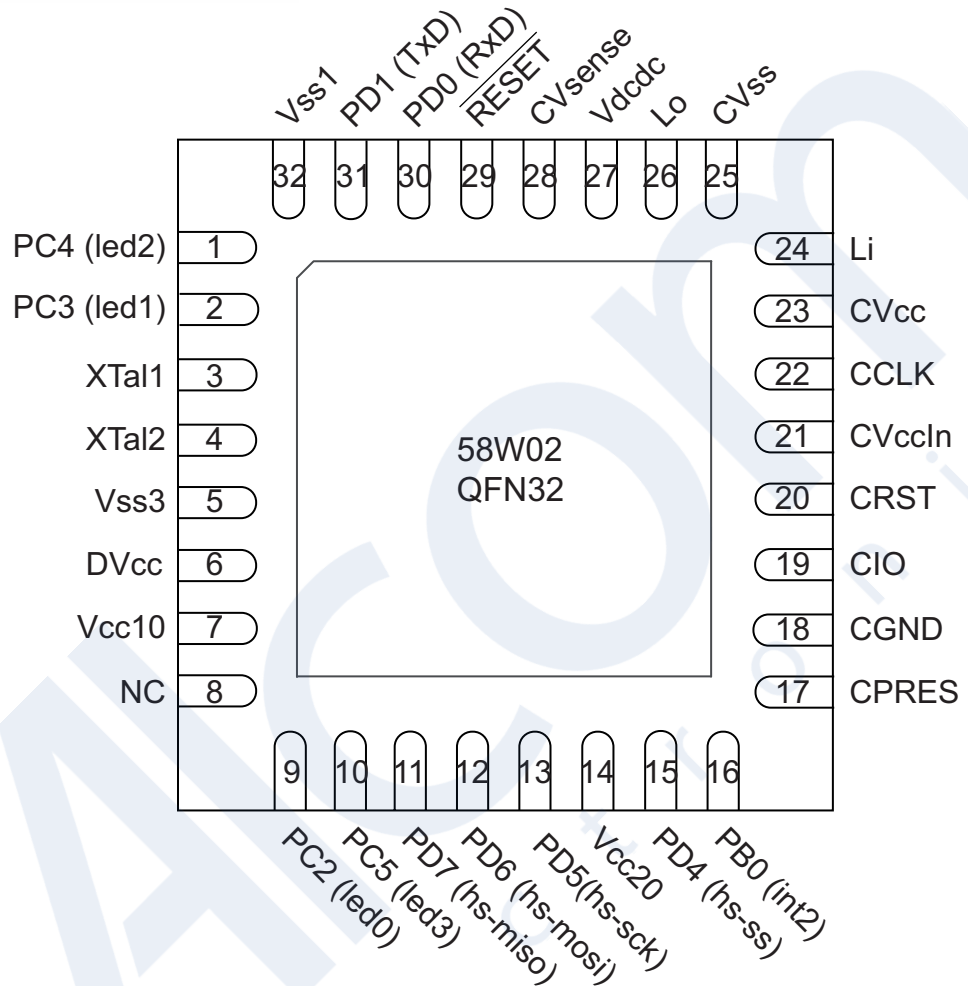 Vss1
PD1 (TxD)
PD0 (RxD)
RESET
CVsense
Vdcdc
Lo
CVss
32 31 30 29 28 27 26 25
PC4 (led2) 1
PC3 (led1) 2
XTal1 3
XTal2 4
Vss3 5
DVcc 6
Vcc10 7
NC 8
58W02
QFN32
24 Li
23 CVcc
22 CCLK
21 CVccIn
20 CRST
19 CIO
18 CGND
17 CPRES
9 10 11 12 13 14 15 16
PC2 (led0)
PC5 (led3)
PD7 (hs-miso)
PD6 (hs-mosi)
PD5(hs-sck)
Vcc20
PD4 (hs-ss)
PB0 (int2)
Alcom